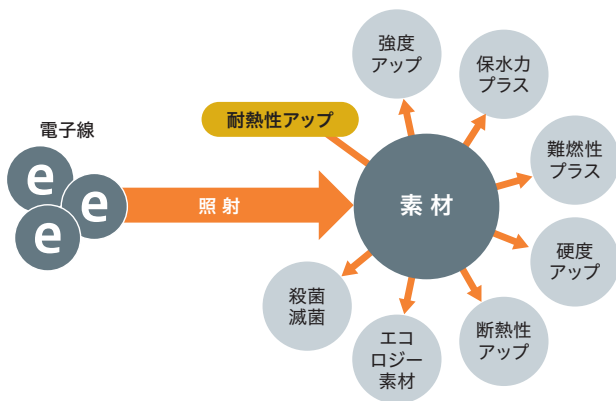 電子線
e
e
e
照射
素材
耐熱性アップ
強度
アップ
保水力
プラス
難燃性
プラス
硬度
アップ
断熱性
アップ
エコ
ロジー
素材
殺菌
滅菌